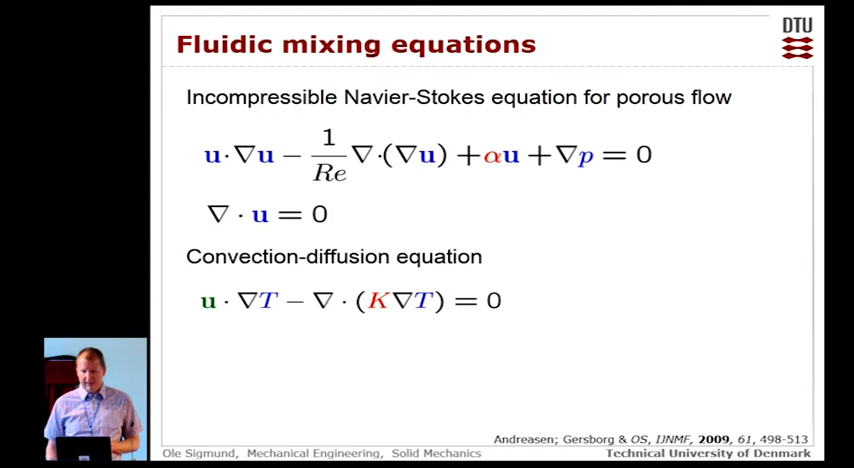 DTU
Fluidic mixing equations
Incompressible Navier-Stokes equation for porous flow
u·∇u − 1/Re ∇·(∇u) + αu + ∇p = 0
∇ · u = 0
Convection-diffusion equation
u · ∇T − ∇ · (K∇T) = 0
Andreasen; Gersborg & OS, IJNMF, 2009, 61, 498-513
Ole Sigmund, Mechanical Engineering, Solid Mechanics
Technical University of Denmark